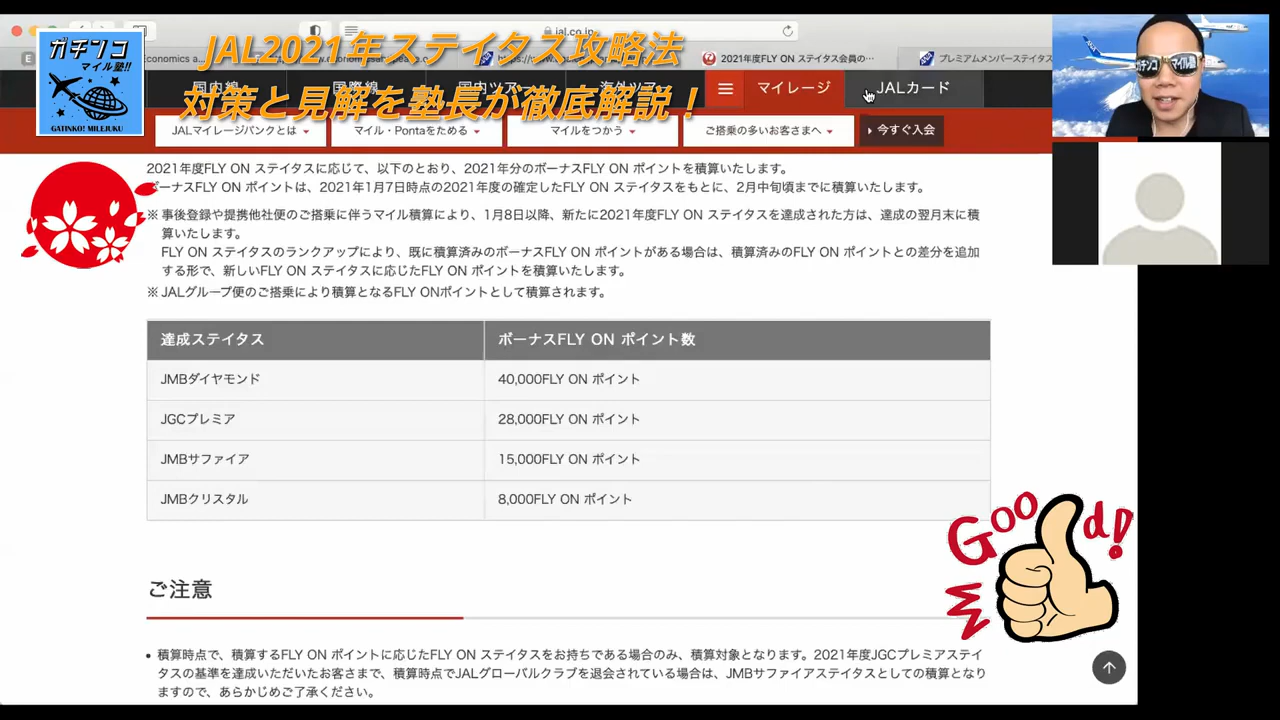 jal.co.jp
JAL2021年ステイタス攻略法
対策と見解を塾長が徹底解説！
ガチンコ
マイル塾!!
GATINKO! MILEJUKU
2021年度FLY ON ステイタス会員の…
プレミアムメンバーステイタス
国内線
国際線
国内ツアー
海外ツアー
マイレージ
JALカード
JALマイレージバンクとは
マイル・Pontaをためる
マイルをつかう
ご搭乗の多いお客さまへ
今すぐ入会
ガチンコ
マイル塾
2021年度FLY ON ステイタスに応じて、以下のとおり、2021年分のボーナスFLY ON ポイントを積算いたします。
ボーナスFLY ON ポイントは、2021年1月7日時点の2021年度の確定したFLY ON ステイタスをもとに、2月中旬頃までに積算いたします。
※ 事後登録や提携他社便のご搭乗に伴うマイル積算により、1月8日以降、新たに2021年度FLY ON ステイタスを達成された方は、達成の翌月末に積
算いたします。
FLY ON ステイタスのランクアップにより、既に積算済みのボーナスFLY ON ポイントがある場合は、積算済みのFLY ON ポイントとの差分を追加
する形で、新しいFLY ON ステイタスに応じたFLY ON ポイントを積算いたします。
※ JALグループ便のご搭乗により積算となるFLY ONポイントとして積算されます。
達成ステイタス
ボーナスFLY ON ポイント数
JMBダイヤモンド
40,000FLY ON ポイント
JGCプレミア
28,000FLY ON ポイント
JMBサファイア
15,000FLY ON ポイント
JMBクリスタル
8,000FLY ON ポイント
Good!
ご注意
• 積算時点で、積算するFLY ON ポイントに応じたFLY ON ステイタスをお持ちである場合のみ、積算対象となります。2021年度JGCプレミアステイ
タスの基準を達成いただいたお客さまで、積算時点でJALグローバルクラブを退会されている場合は、JMBサファイアステイタスとしての積算となり
ますので、あらかじめご了承ください。